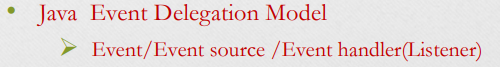 • Java Event Delegation Model
➢ Event/Event source /Event handler(Listener)